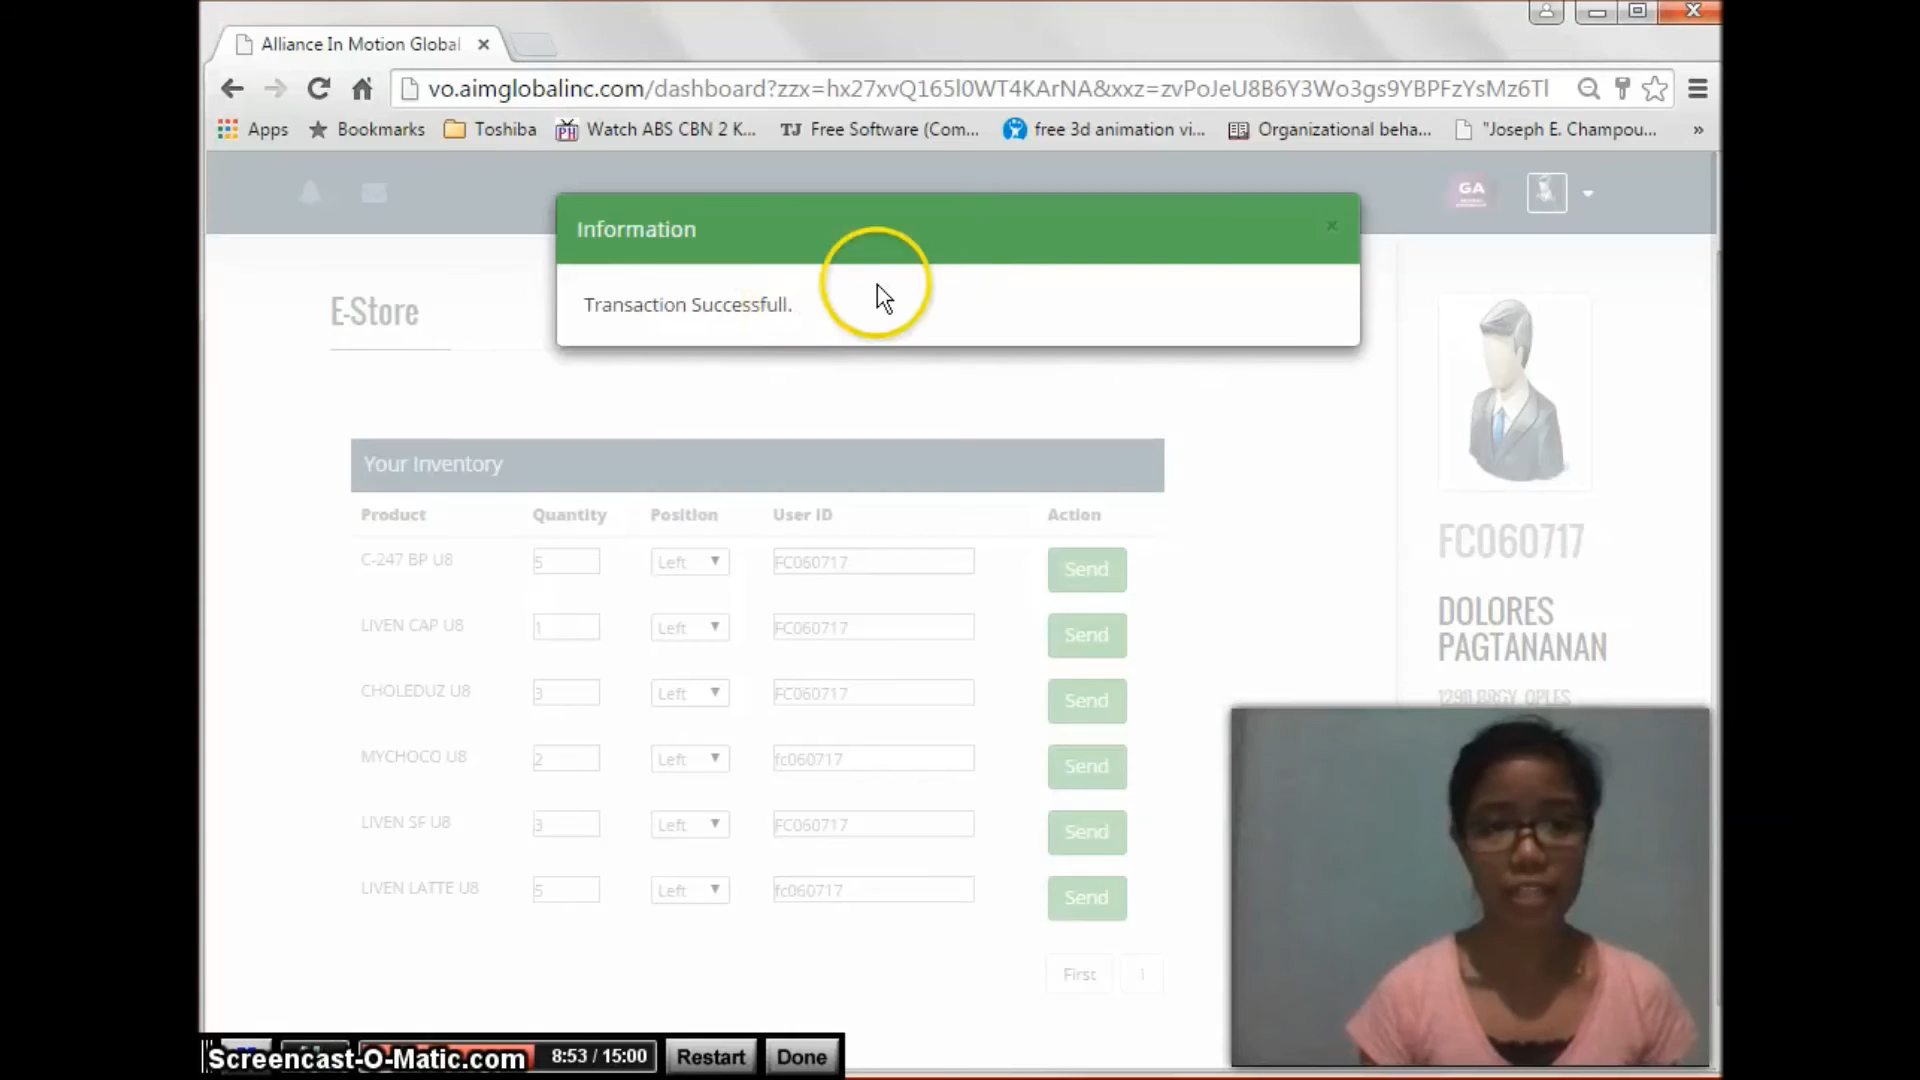 Alliance In Motion Global
vo.aimglobalinc.com/dashboard?zzx=hx27xvQ165l0WT4KArNA&xxz=zvPoJeU8B6Y3Wo3gs9YBPFzYsMz6Tl
Apps Bookmarks Toshiba PH Watch ABS CBN 2 K... TJ Free Software (Com... free 3d animation vi... Organizational beha... "Joseph E. Champou... »
GA
Information ×
Transaction Successfull.
E-Store
Your Inventory
Product Quantity Position User ID Action
C-247 BP U8 5 Left FC060717 Send
LIVEN CAP U8 1 Left FC060717 Send
CHOLEDUZ U8 3 Left FC060717 Send
MYCHOCO U8 2 Left fc060717 Send
LIVEN SF U8 3 Left FC060717 Send
LIVEN LATTE U8 5 Left fc060717 Send
First 1
FC060717
DOLORES
PAGTANANAN
1290 BRGY. OPLES
Screencast-O-Matic.com 8:53 / 15:00 Restart Done